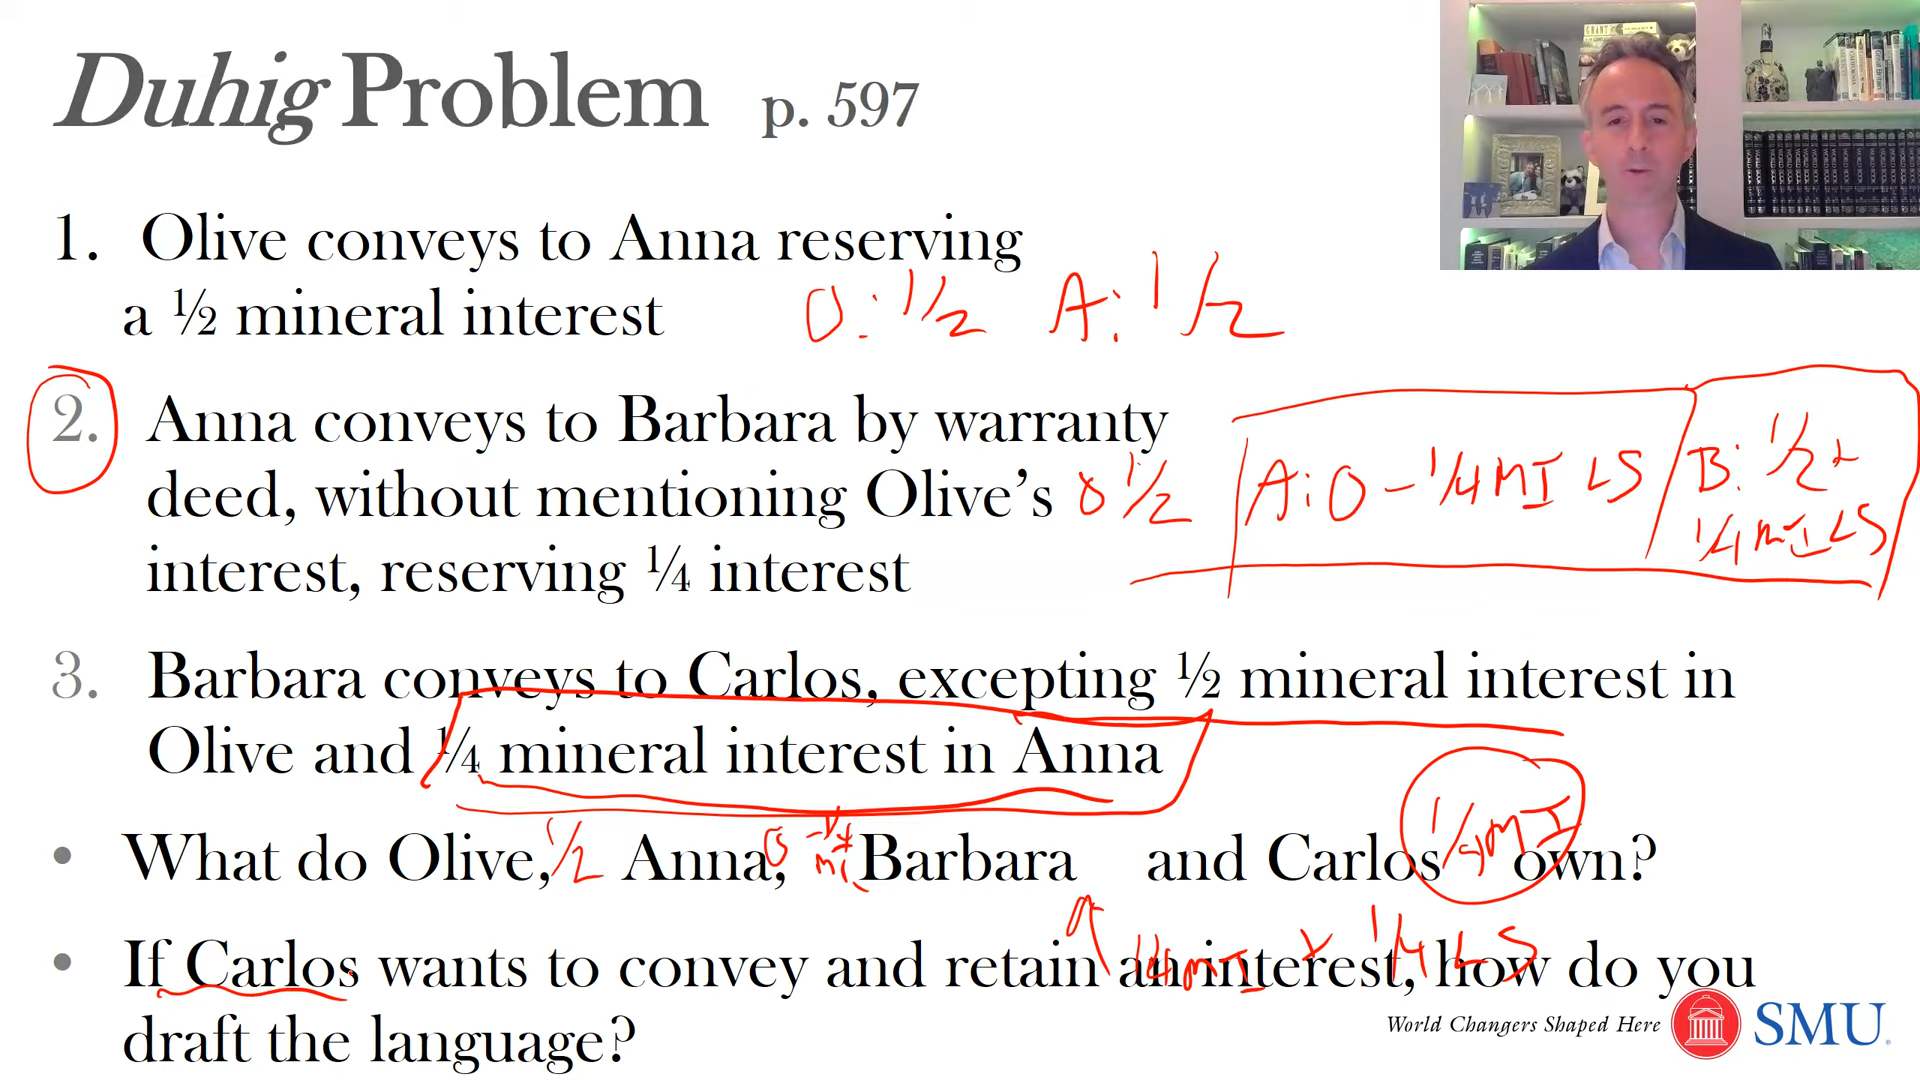 Duhig Problem p. 597
1. Olive conveys to Anna reserving
a ½ mineral interest
O: 1/2 A: 1/2
2. Anna conveys to Barbara by warranty
deed, without mentioning Olive's
interest, reserving ¼ interest
O 1/2
A: 0 - 1/4 MI LS
B: 1/2 +
1/4 MI LS
3. Barbara conveys to Carlos, excepting ½ mineral interest in
Olive and ¼ mineral interest in Anna
• What do Olive, 1/2 Anna, 0 Barbara and Carlos 1/4 MI own?
1/4 MI + 1/4 LS
• If Carlos wants to convey and retain an interest, how do you
draft the language?
World Changers Shaped Here SMU